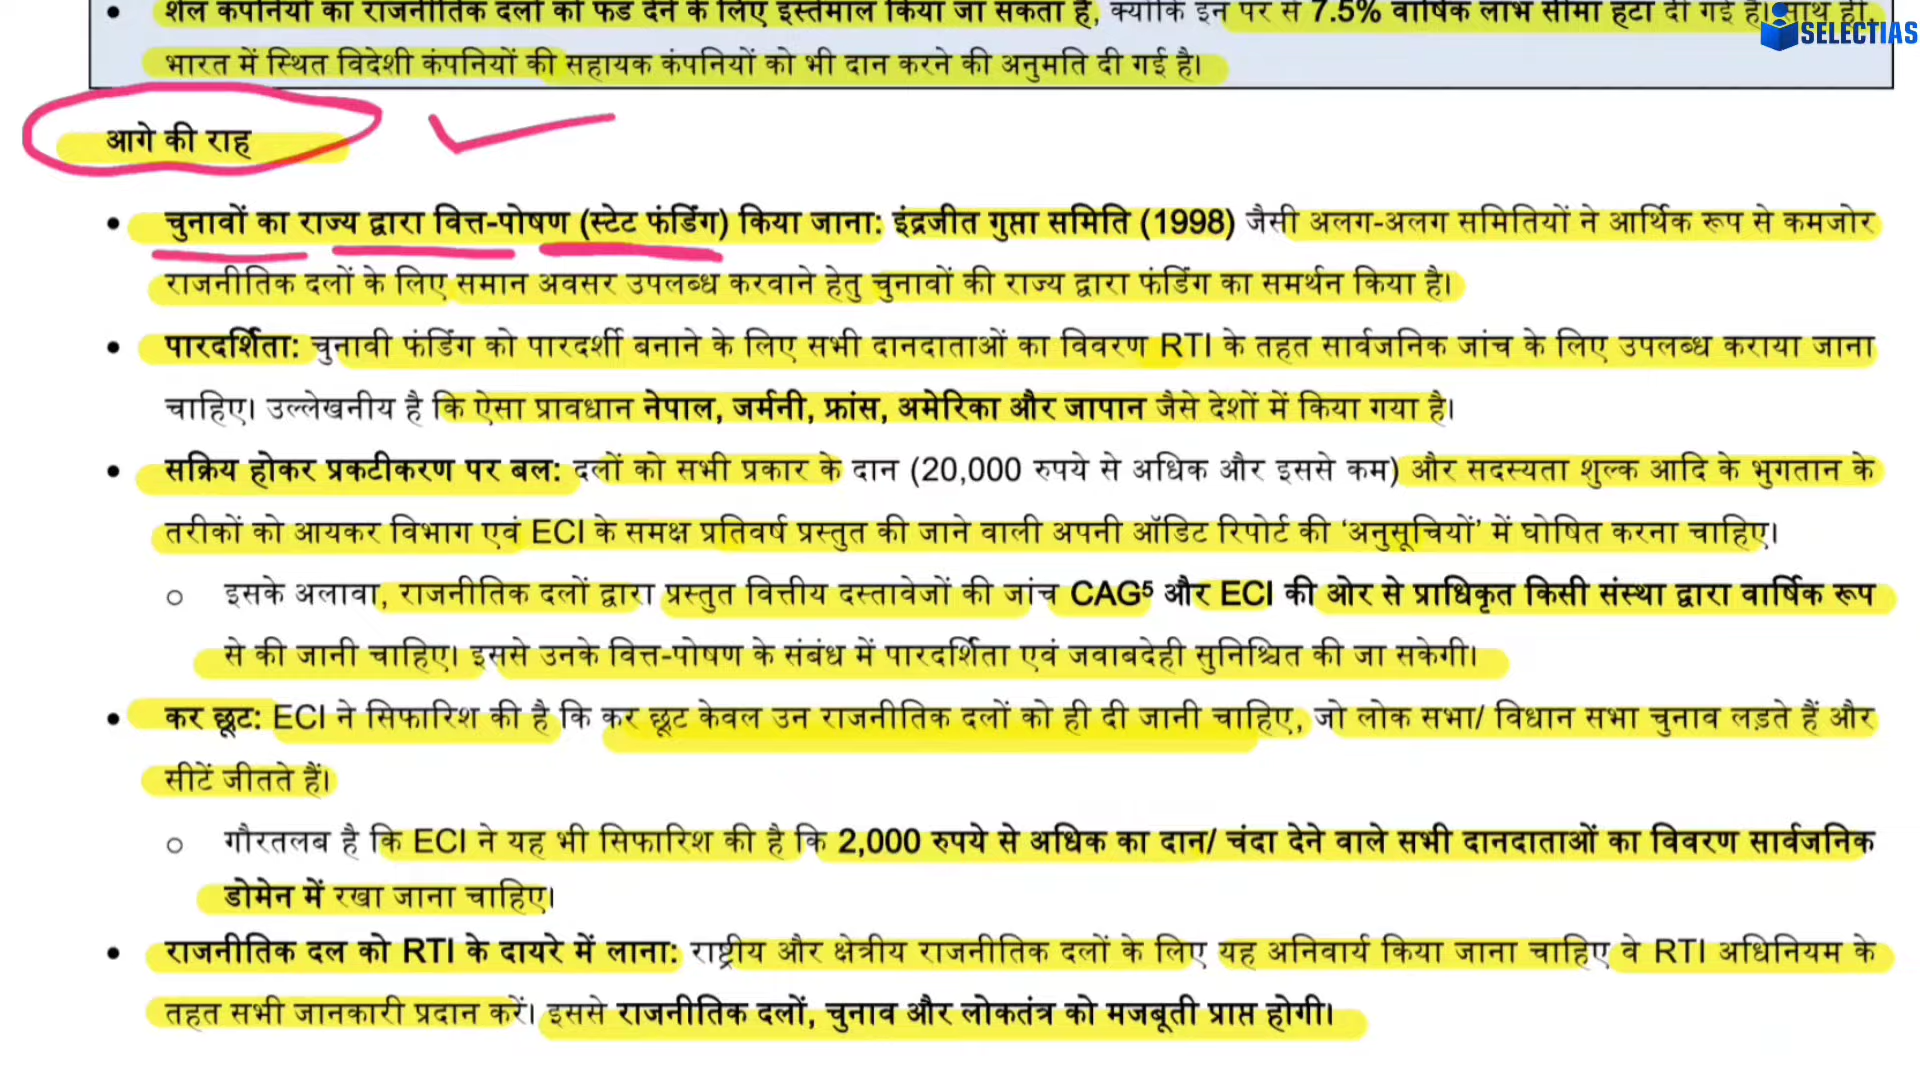 • शेल कंपनियों का राजनीतिक दलों को फंड देने के लिए इस्तेमाल किया जा सकता है, क्योंकि इन पर से 7.5% वार्षिक लाभ सीमा हटा दी गई है। साथ ही,
SELECTIAS
भारत में स्थित विदेशी कंपनियों की सहायक कंपनियों को भी दान करने की अनुमति दी गई है।
आगे की राह
• चुनावों का राज्य द्वारा वित्त-पोषण (स्टेट फंडिंग) किया जाना: इंद्रजीत गुप्ता समिति (1998) जैसी अलग-अलग समितियों ने आर्थिक रूप से कमजोर
राजनीतिक दलों के लिए समान अवसर उपलब्ध करवाने हेतु चुनावों की राज्य द्वारा फंडिंग का समर्थन किया है।
• पारदर्शिता: चुनावी फंडिंग को पारदर्शी बनाने के लिए सभी दानदाताओं का विवरण RTI के तहत सार्वजनिक जांच के लिए उपलब्ध कराया जाना
चाहिए। उल्लेखनीय है कि ऐसा प्रावधान नेपाल, जर्मनी, फ्रांस, अमेरिका और जापान जैसे देशों में किया गया है।
• सक्रिय होकर प्रकटीकरण पर बल: दलों को सभी प्रकार के दान (20,000 रुपये से अधिक और इससे कम) और सदस्यता शुल्क आदि के भुगतान के
तरीकों को आयकर विभाग एवं ECI के समक्ष प्रतिवर्ष प्रस्तुत की जाने वाली अपनी ऑडिट रिपोर्ट की ‘अनुसूचियों’ में घोषित करना चाहिए।
o इसके अलावा, राजनीतिक दलों द्वारा प्रस्तुत वित्तीय दस्तावेजों की जांच CAG⁵ और ECI की ओर से प्राधिकृत किसी संस्था द्वारा वार्षिक रूप
से की जानी चाहिए। इससे उनके वित्त-पोषण के संबंध में पारदर्शिता एवं जवाबदेही सुनिश्चित की जा सकेगी।
• कर छूट: ECI ने सिफारिश की है कि कर छूट केवल उन राजनीतिक दलों को ही दी जानी चाहिए, जो लोक सभा/ विधान सभा चुनाव लड़ते हैं और
सीटें जीतते हैं।
o गौरतलब है कि ECI ने यह भी सिफारिश की है कि 2,000 रुपये से अधिक का दान/ चंदा देने वाले सभी दानदाताओं का विवरण सार्वजनिक
डोमेन में रखा जाना चाहिए।
• राजनीतिक दल को RTI के दायरे में लाना: राष्ट्रीय और क्षेत्रीय राजनीतिक दलों के लिए यह अनिवार्य किया जाना चाहिए वे RTI अधिनियम के
तहत सभी जानकारी प्रदान करें। इससे राजनीतिक दलों, चुनाव और लोकतंत्र को मजबूती प्राप्त होगी।